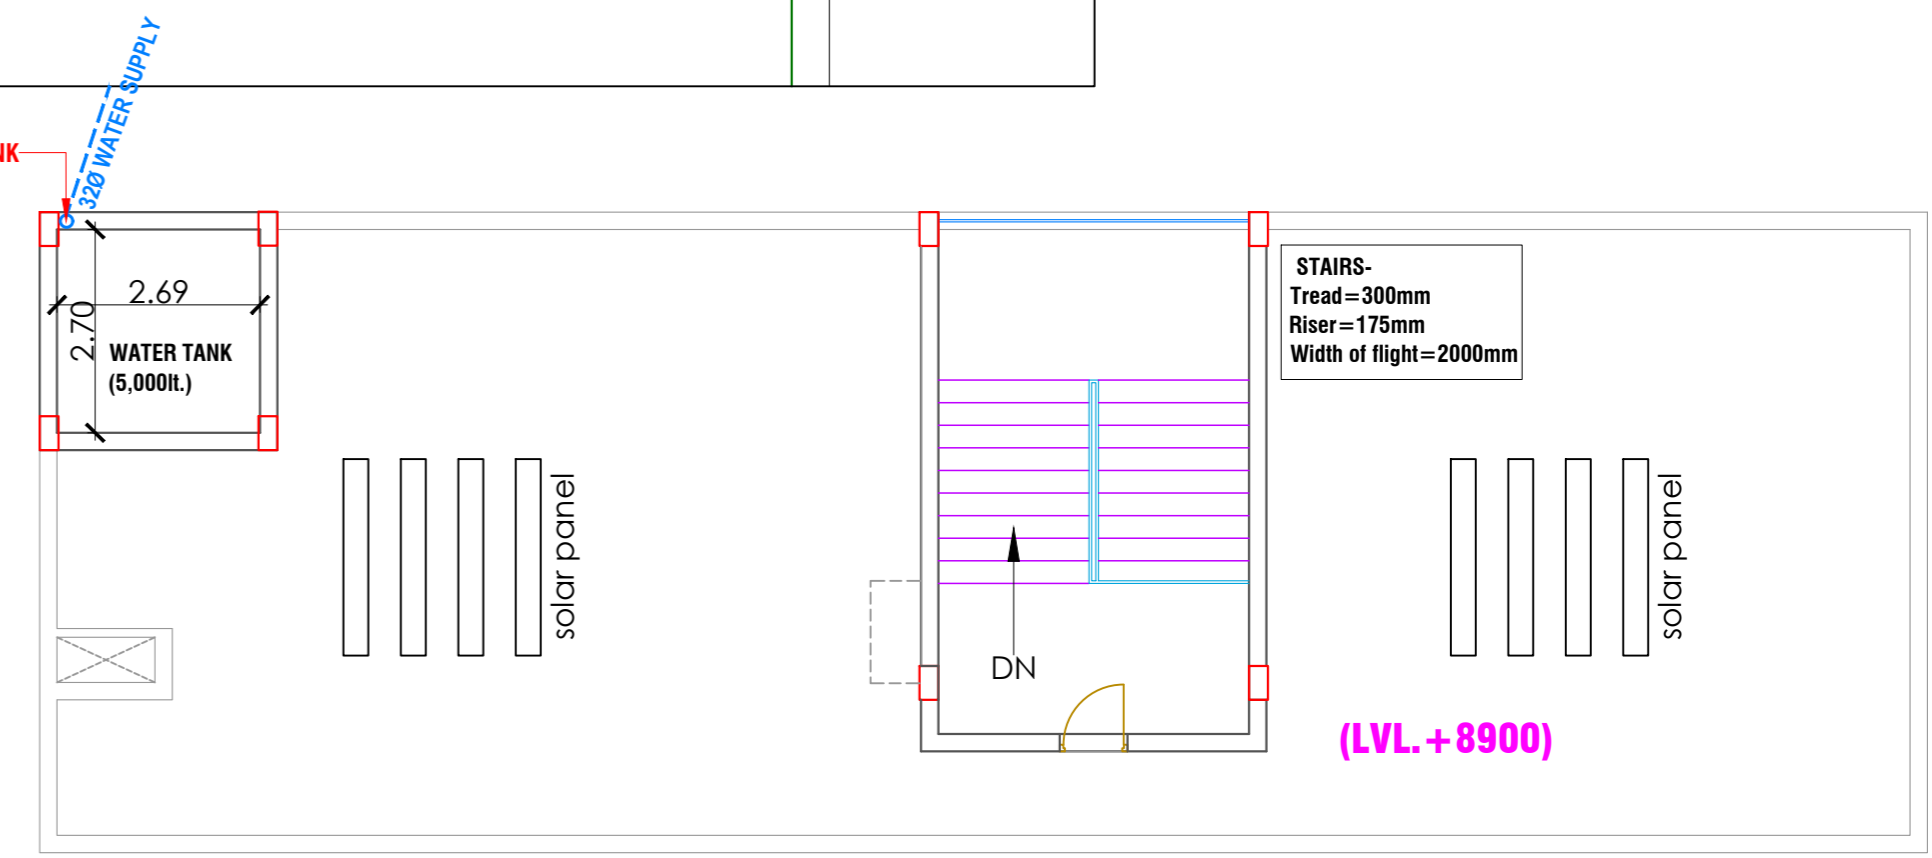 32Ø WATER SUPPLY
NK
2.69
2.70
WATER TANK
(5,000lt.)
STAIRS-
Tread=300mm
Riser=175mm
Width of flight=2000mm
solar panel
DN
solar panel
(LVL.+8900)